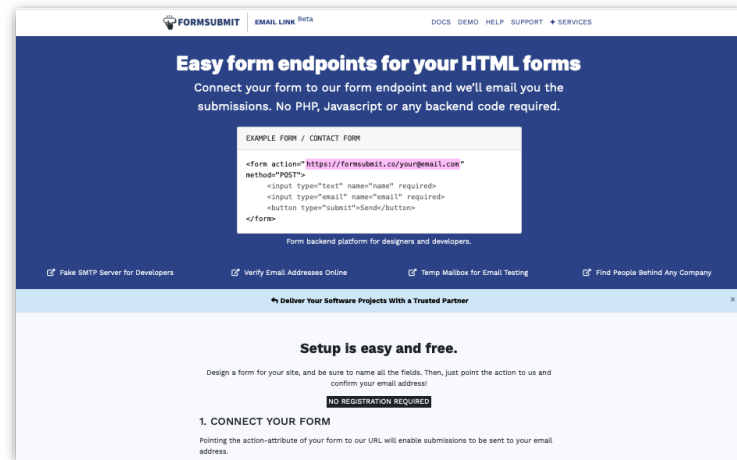 FORMSUBMIT
EMAIL LINK Beta
DOCS DEMO HELP SUPPORT SERVICES
Easy form endpoints for your HTML forms
Connect your form to our form endpoint and we'll email you the
submissions. No PHP, Javascript or any backend code required.
EXAMPLE FORM / CONTACT FORM
<form action="https://formsubmit.co/your@email.com"
method="POST">
<input type="text" name="name" required>
<input type="email" name="email" required>
<button type="submit">Send</button>
</form>
Form backend platform for designers and developers.
Fake SMTP Server for Developers
Verify Email Addresses Online
Temp Mailbox for Email Testing
Find People Behind Any Company
Deliver Your Software Projects With a Trusted Partner
×
Setup is easy and free.
Design a form for your site, and be sure to name all the fields. Then, just point the action to us and
confirm your email address!
NO REGISTRATION REQUIRED
1. CONNECT YOUR FORM
Pointing the action-attribute of your form to our URL will enable submissions to be sent to your email
address.